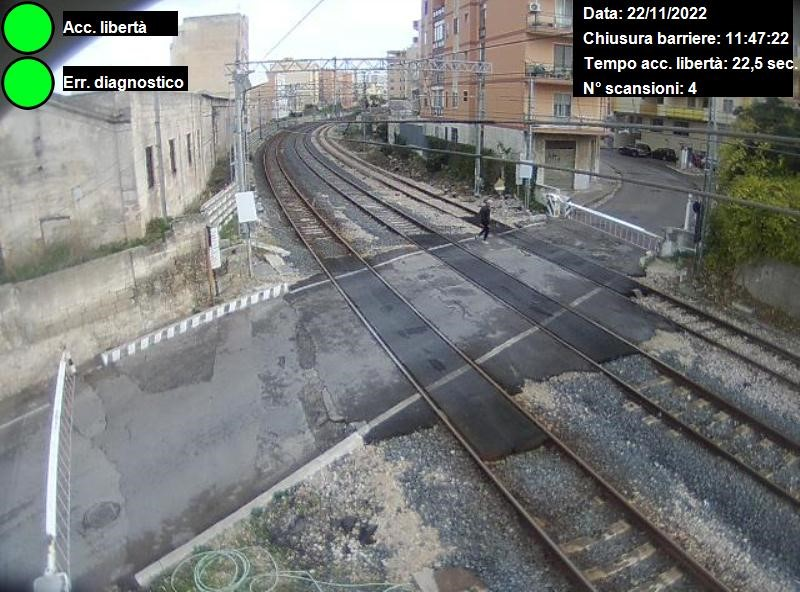 Acc. libertà
Err. diagnostico
Data: 22/11/2022
Chiusura barriere: 11:47:22
Tempo acc. libertà: 22,5 sec.
N° scansioni: 4